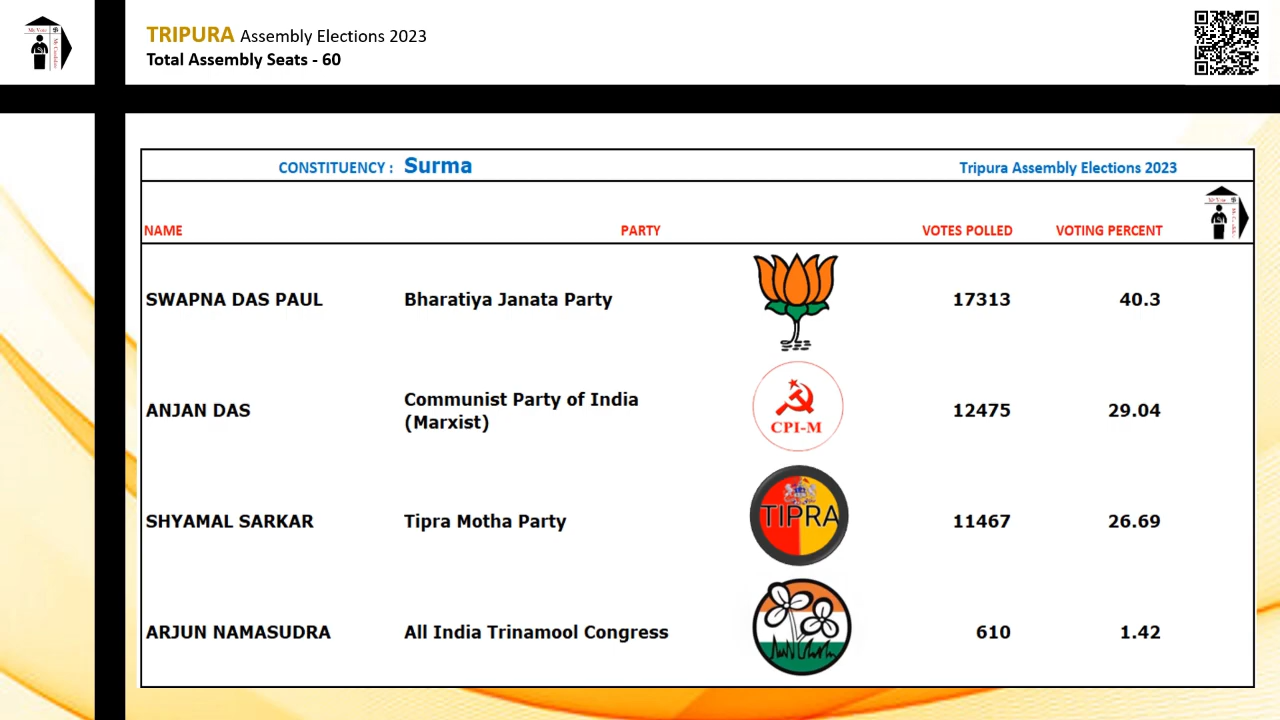 TRIPURA Assembly Elections 2023
Total Assembly Seats - 60
CONSTITUENCY : Surma Tripura Assembly Elections 2023
NAME PARTY VOTES POLLED VOTING PERCENT
SWAPNA DAS PAUL Bharatiya Janata Party 17313 40.3
ANJAN DAS Communist Party of India (Marxist) CPI-M 12475 29.04
SHYAMAL SARKAR Tipra Motha Party TIPRA 11467 26.69
ARJUN NAMASUDRA All India Trinamool Congress 610 1.42